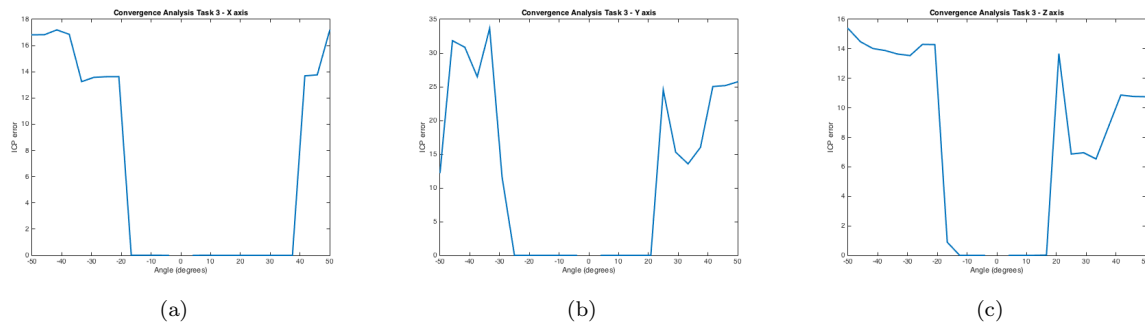 Convergence Analysis Task 3 - X axis
ICP error
18
16
14
12
10
8
6
4
2
0
-50 -40 -30 -20 -10 0 10 20 30 40 50
Angle (degrees)
(a)
Convergence Analysis Task 3 - Y axis
ICP error
35
30
25
20
15
10
5
0
-50 -40 -30 -20 -10 0 10 20 30 40 50
Angle (degrees)
(b)
Convergence Analysis Task 3 - Z axis
ICP error
16
14
12
10
8
6
4
2
0
-50 -40 -30 -20 -10 0 10 20 30 40 50
Angle (degrees)
(c)